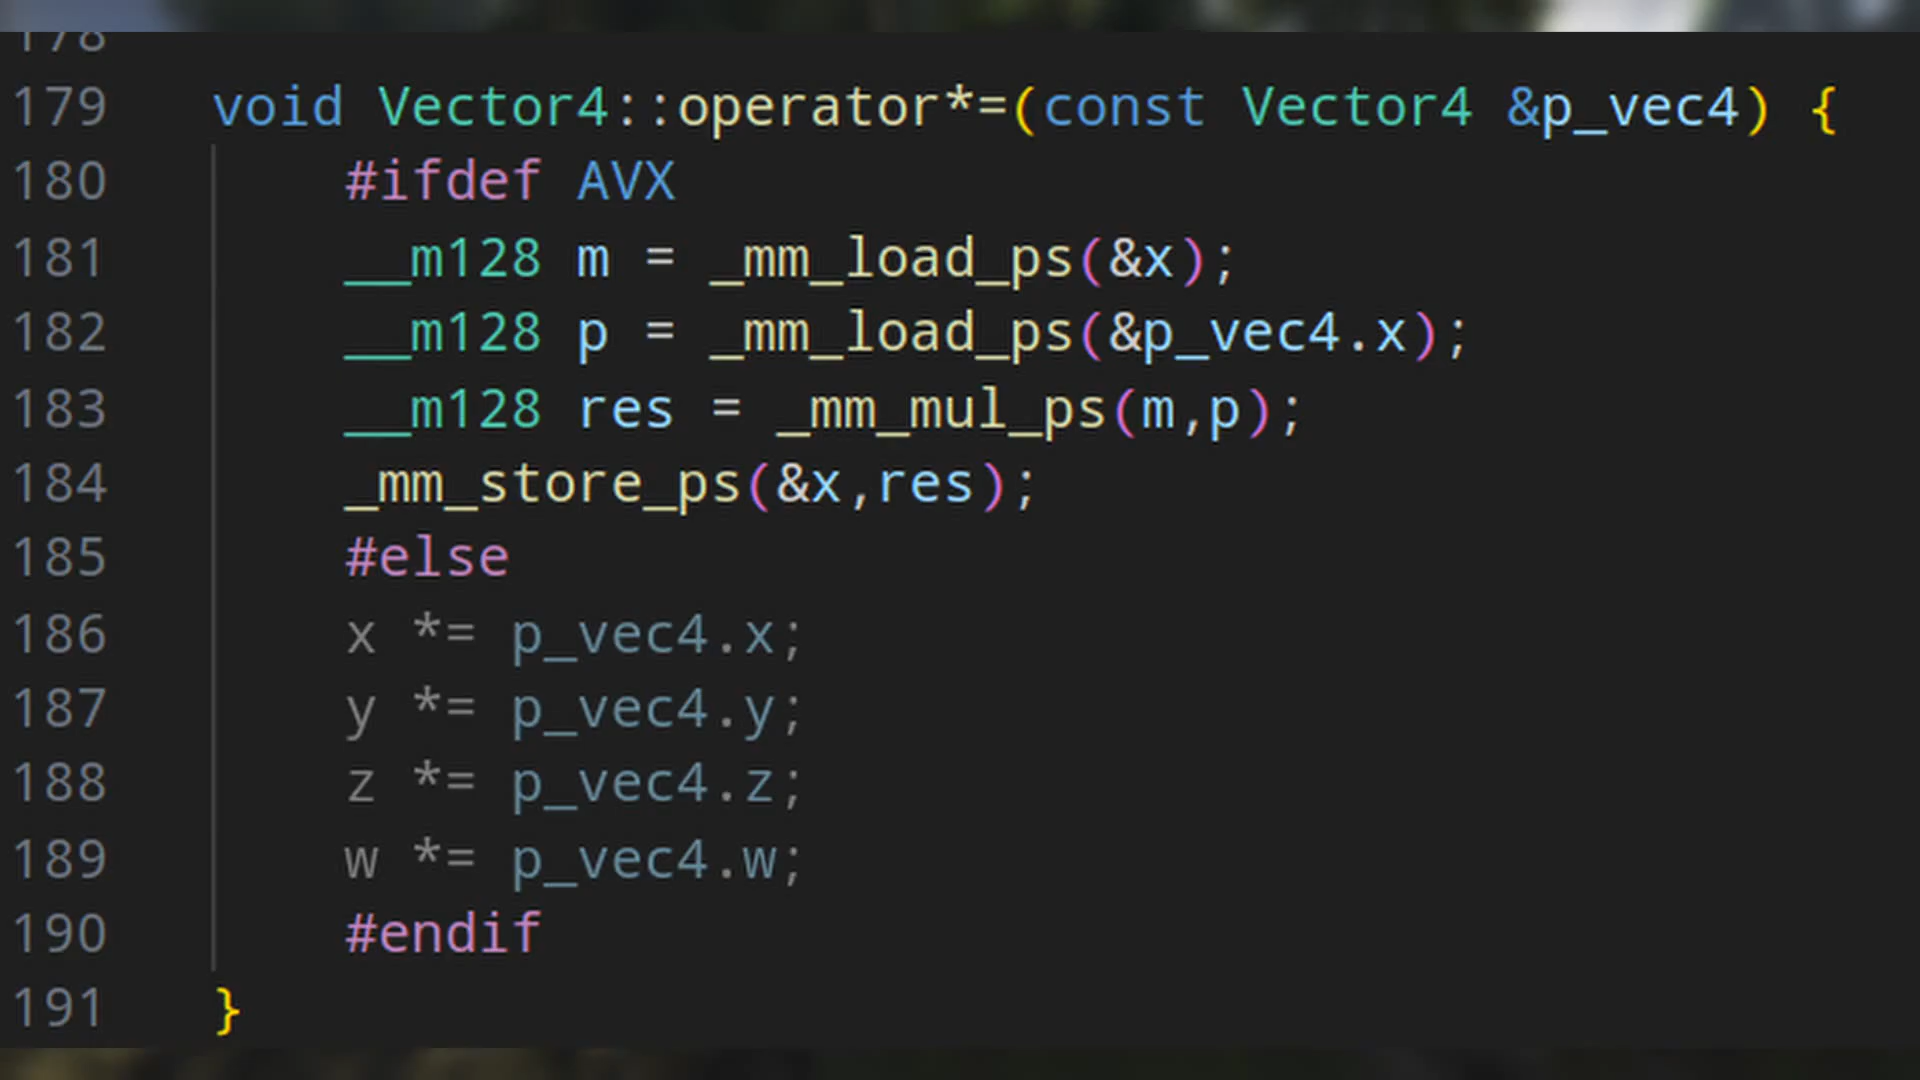 178
179 void Vector4::operator*=(const Vector4 &p_vec4) {
180 #ifdef AVX
181 __m128 m = _mm_load_ps(&x);
182 __m128 p = _mm_load_ps(&p_vec4.x);
183 __m128 res = _mm_mul_ps(m,p);
184 _mm_store_ps(&x,res);
185 #else
186 x *= p_vec4.x;
187 y *= p_vec4.y;
188 z *= p_vec4.z;
189 w *= p_vec4.w;
190 #endif
191 }